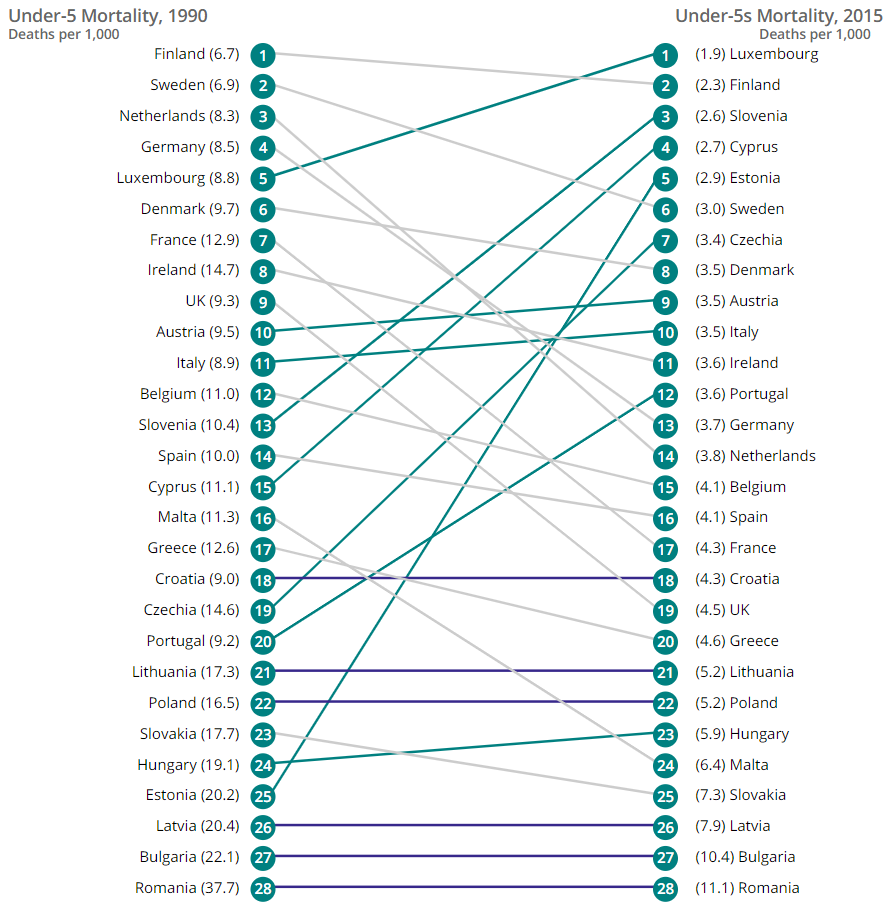 Under-5 Mortality, 1990 Under-5s Mortality, 2015
Deaths per 1,000 Deaths per 1,000
Finland (6.7) 1 1 (1.9) Luxembourg
Sweden (6.9) 2 2 (2.3) Finland
Netherlands (8.3) 3 3 (2.6) Slovenia
Germany (8.5) 4 4 (2.7) Cyprus
Luxembourg (8.8) 5 5 (2.9) Estonia
Denmark (9.7) 6 6 (3.0) Sweden
France (12.9) 7 7 (3.4) Czechia
Ireland (14.7) 8 8 (3.5) Denmark
UK (9.3) 9 9 (3.5) Austria
Austria (9.5) 10 10 (3.5) Italy
Italy (8.9) 11 11 (3.6) Ireland
Belgium (11.0) 12 12 (3.6) Portugal
Slovenia (10.4) 13 13 (3.7) Germany
Spain (10.0) 14 14 (3.8) Netherlands
Cyprus (11.1) 15 15 (4.1) Belgium
Malta (11.3) 16 16 (4.1) Spain
Greece (12.6) 17 17 (4.3) France
Croatia (9.0) 18 18 (4.3) Croatia
Czechia (14.6) 19 19 (4.5) UK
Portugal (9.2) 20 20 (4.6) Greece
Lithuania (17.3) 21 21 (5.2) Lithuania
Poland (16.5) 22 22 (5.2) Poland
Slovakia (17.7) 23 23 (5.9) Hungary
Hungary (19.1) 24 24 (6.4) Malta
Estonia (20.2) 25 25 (7.3) Slovakia
Latvia (20.4) 26 26 (7.9) Latvia
Bulgaria (22.1) 27 27 (10.4) Bulgaria
Romania (37.7) 28 28 (11.1) Romania